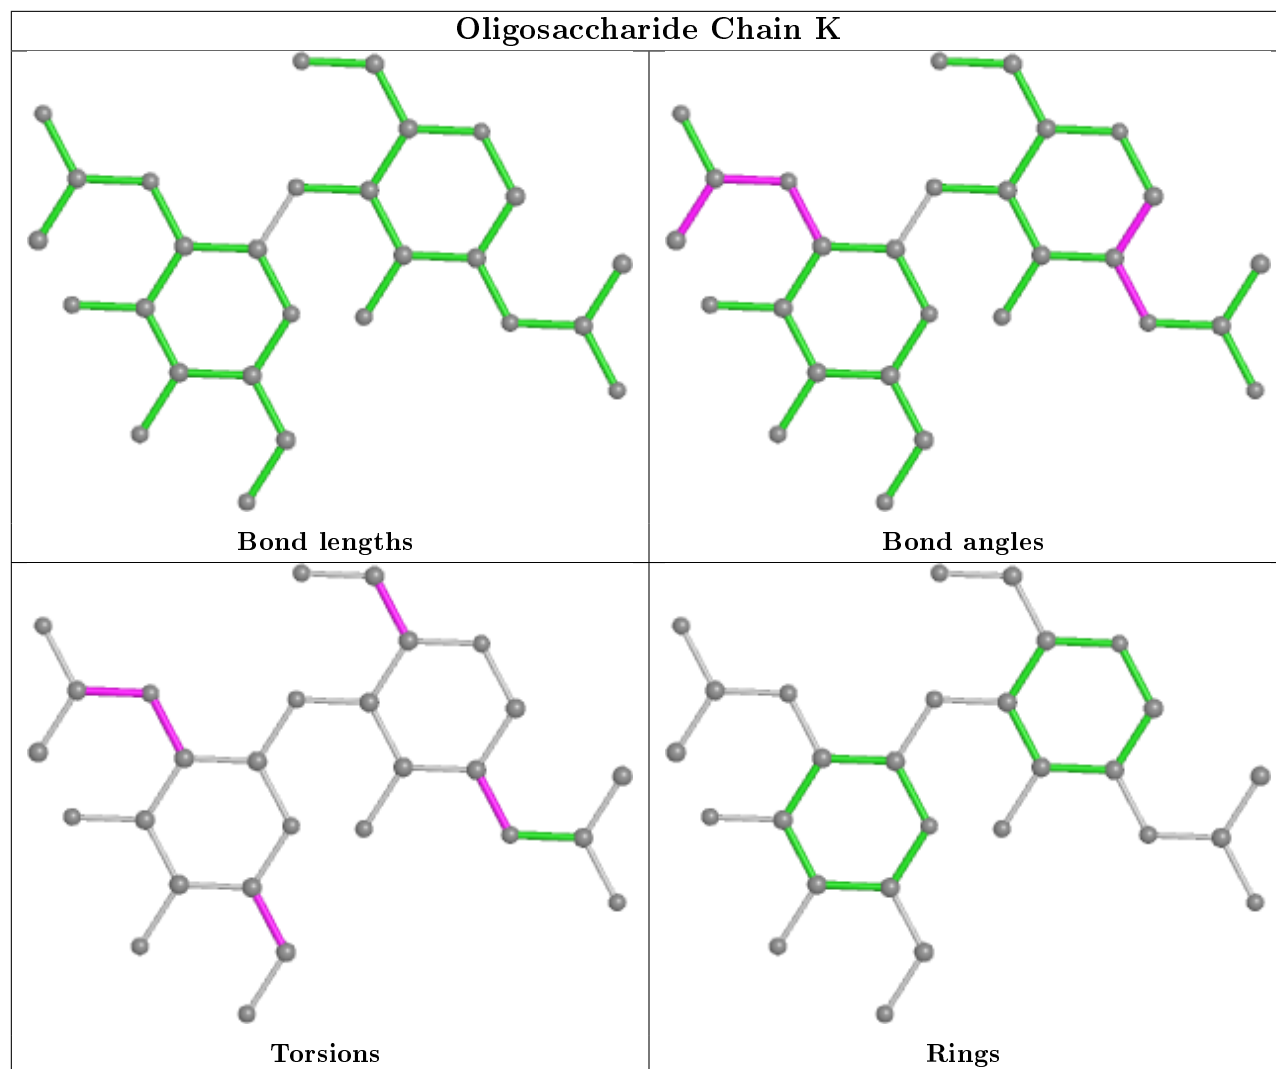 Oligosaccharide Chain K
Bond lengths
Bond angles
Torsions
Rings